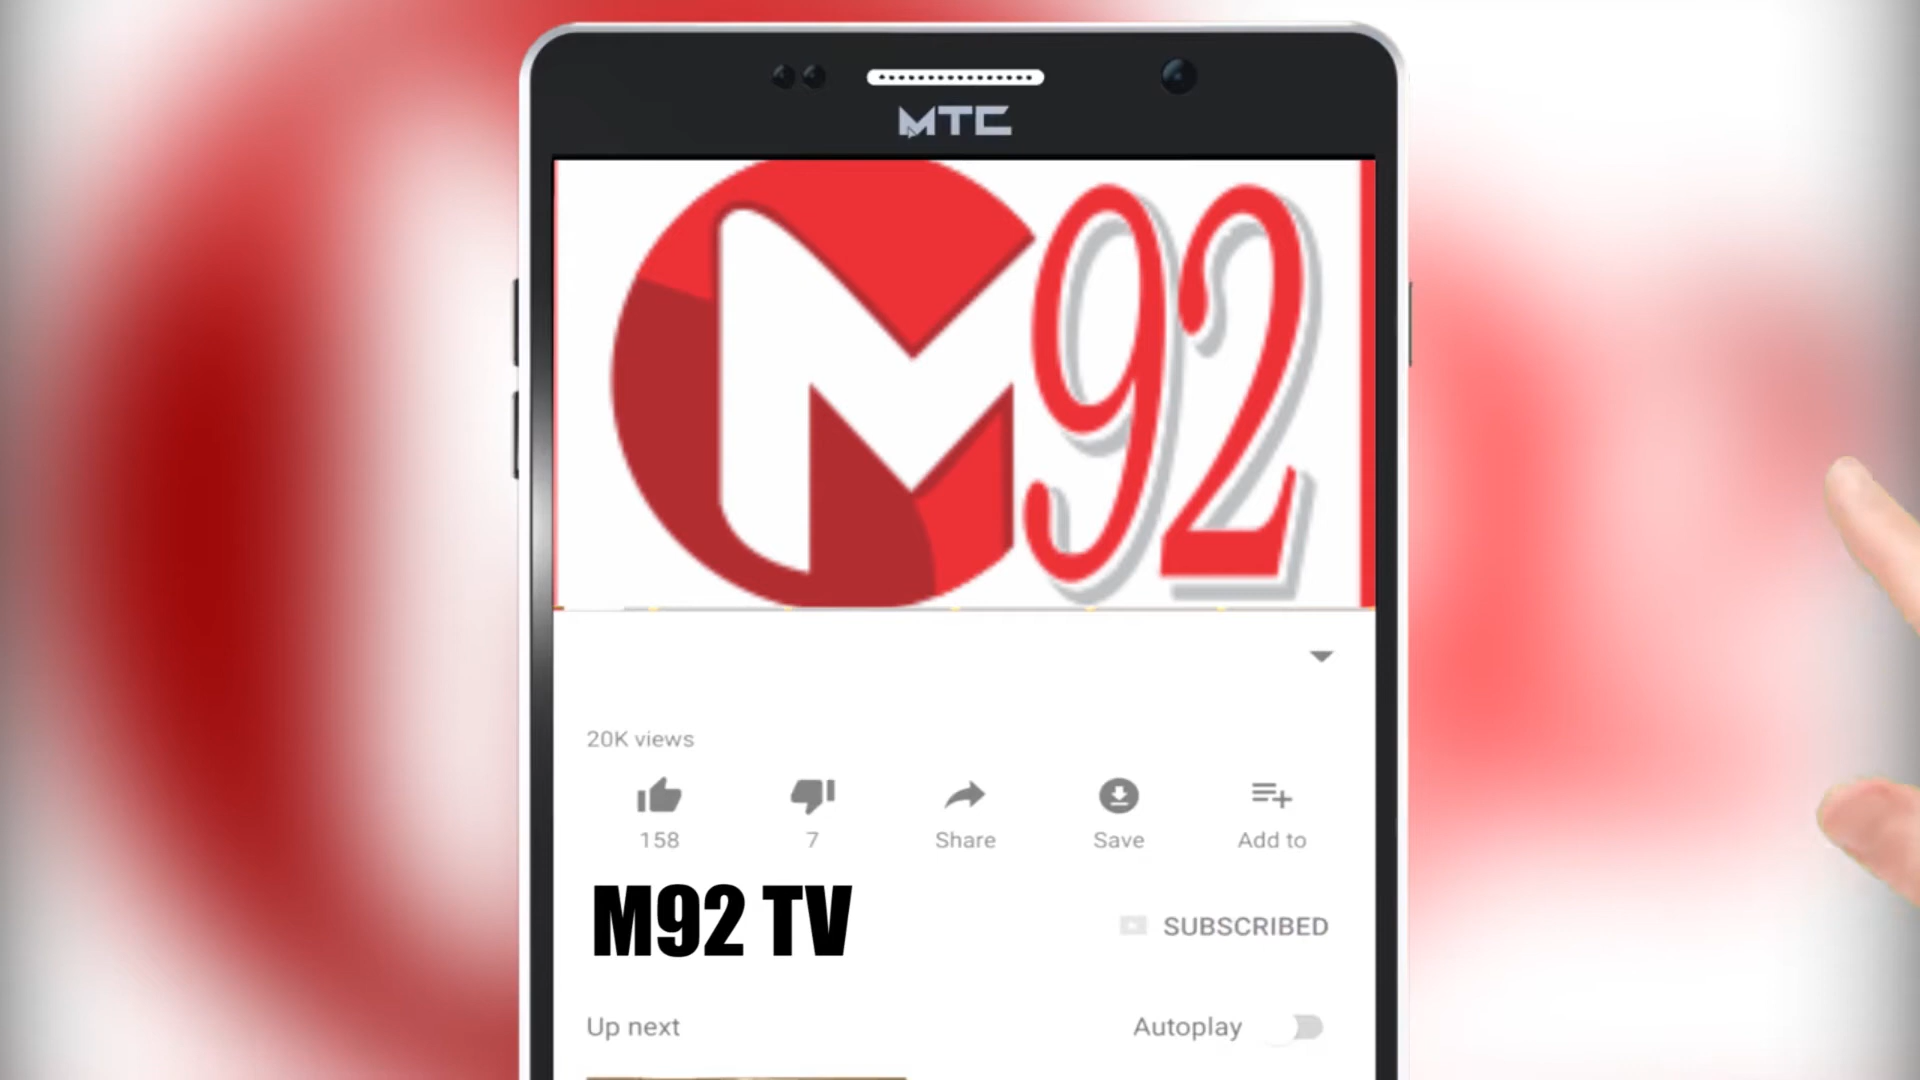 MTC
M92
20K views
158 7 Share Save Add to
M92 TV SUBSCRIBED
Up next Autoplay